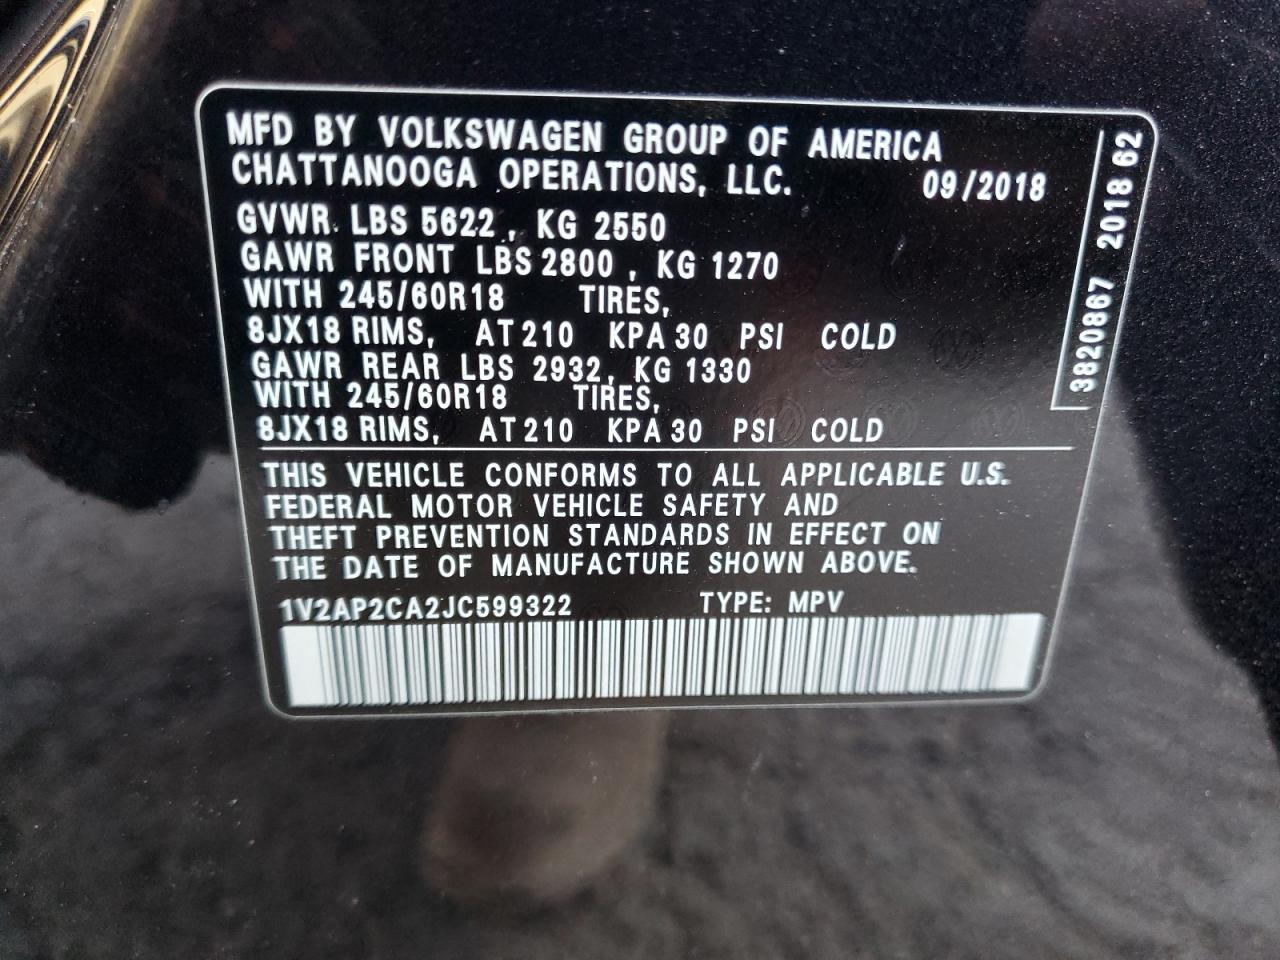 MFD BY VOLKSWAGEN GROUP OF AMERICA
CHATTANOOGA OPERATIONS, LLC. 09/2018
GVWR LBS 5622, KG 2550
GAWR FRONT LBS 2800, KG 1270
WITH 245/60R18 TIRES,
8JX18 RIMS, AT 210 KPA 30 PSI COLD
GAWR REAR LBS 2932, KG 1330
WITH 245/60R18 TIRES,
8JX18 RIMS, AT 210 KPA 30 PSI COLD
3820867 2018 62
THIS VEHICLE CONFORMS TO ALL APPLICABLE U.S.
FEDERAL MOTOR VEHICLE SAFETY AND
THEFT PREVENTION STANDARDS IN EFFECT ON
THE DATE OF MANUFACTURE SHOWN ABOVE.
1V2AP2CA2JC599322 TYPE: MPV